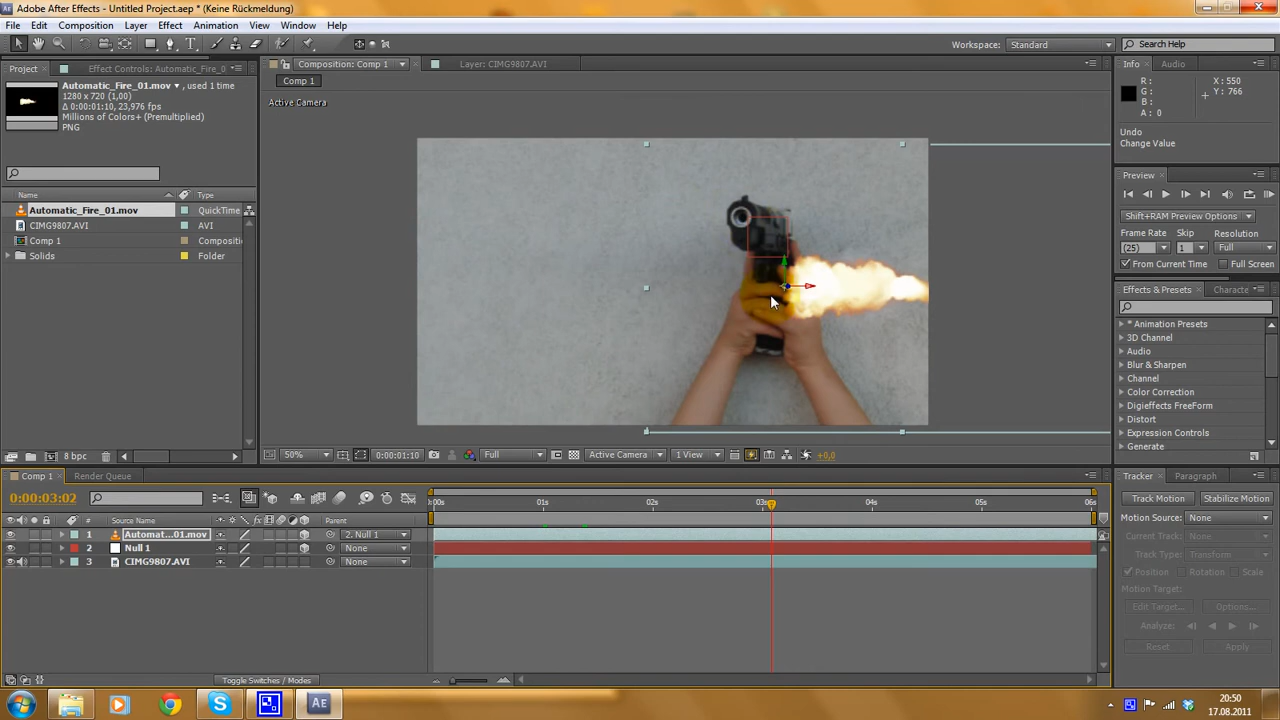 Adobe After Effects - Untitled Project.aep * (Keine Rückmeldung)
File Edit Composition Layer Effect Animation View Window Help
Workspace: Standard Search Help
Project Effect Controls: Automatic_Fire_0
Automatic_Fire_01.mov ▾, used 1 time
1280 x 720 (1,00)
Δ 0:00:01:10, 23,976 fps
Millions of Colors+ (Premultiplied)
PNG
Name Type
Automatic_Fire_01.mov QuickTime
CIMG9807.AVI AVI
Comp 1 Compositi
Solids Folder
8 bpc
Composition: Comp 1 Layer: CIMG9807.AVI
Comp 1
Active Camera
50% 0:00:01:10 Full Active Camera 1 View +0,0
Info Audio
R : X : 550
G : Y : 766
B :
A : 0
Undo
Change Value
Preview
Shift+RAM Preview Options
Frame Rate Skip Resolution
(25) 1 Full
From Current Time Full Screen
Effects & Presets Characte
* Animation Presets
3D Channel
Audio
Blur & Sharpen
Channel
Color Correction
Digieffects FreeForm
Distort
Expression Controls
Generate
Comp 1 Render Queue
0:00:03:02
:00s 01s 02s 03s 04s 05s 06s
# Source Name Parent
1 Automat...01.mov 2. Null 1
2 Null 1 None
3 CIMG9807.AVI None
Toggle Switches / Modes
Tracker Paragraph
Track Motion Stabilize Motion
Motion Source: None
Current Track: None
Track Type: Transform
Position Rotation Scale
Motion Target:
Edit Target... Options...
Analyze:
Reset Apply
20:50
17.08.2011